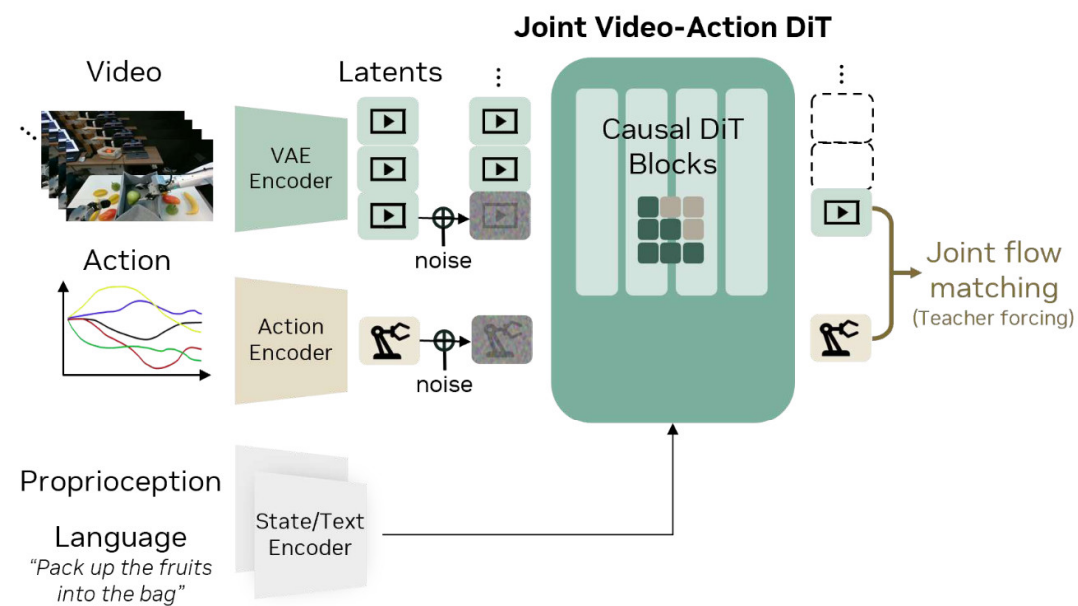 Joint Video-Action DiT
Video
Latents
VAE
Encoder
noise
Causal DiT
Blocks
Action
Action
Encoder
noise
Joint flow
matching
(Teacher forcing)
Proprioception
Language
“Pack up the fruits
into the bag”
State/Text
Encoder